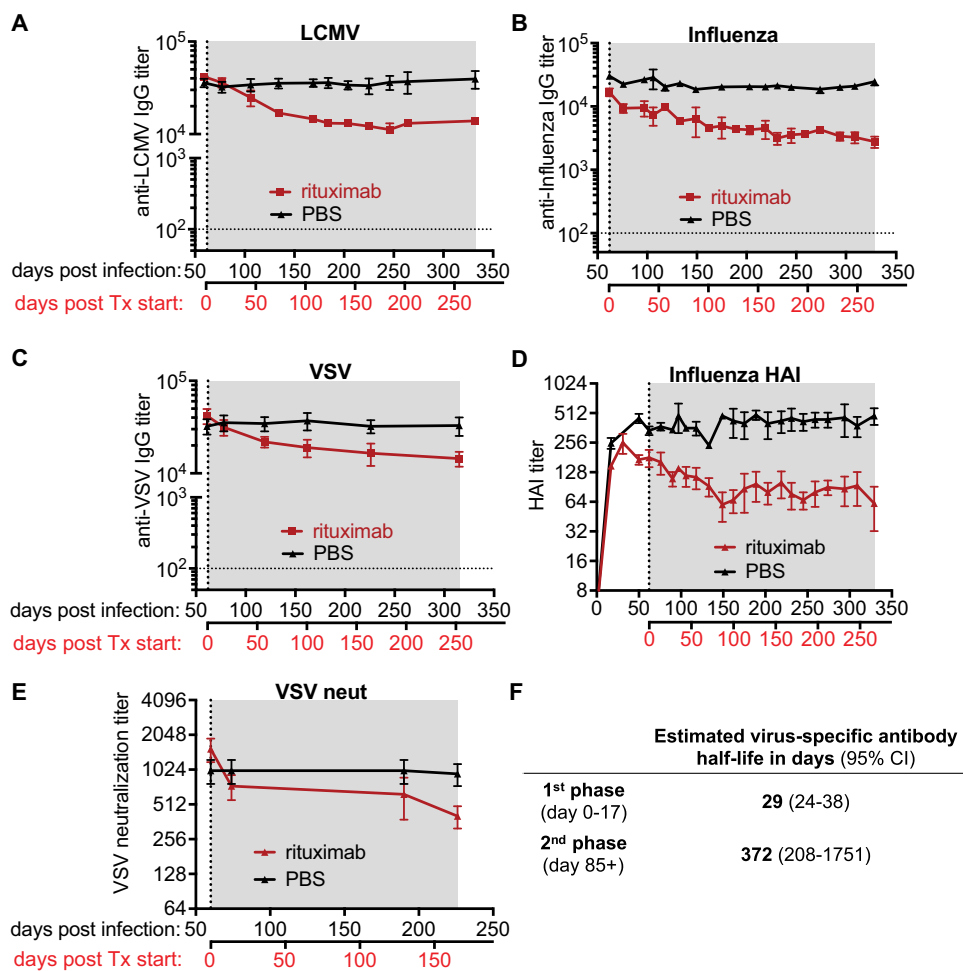 A
LCMV
anti-LCMV IgG titer
10^5
10^4
10^3
10^2
rituximab
PBS
days post infection: 50 100 150 200 250 300 350
days post Tx start: 0 50 100 150 200 250
B
Influenza
anti-Influenza IgG titer
10^5
10^4
10^3
10^2
rituximab
PBS
50 100 150 200 250 300 350
0 50 100 150 200 250
C
VSV
anti-VSV IgG titer
10^5
10^4
10^3
10^2
rituximab
PBS
days post infection: 50 100 150 200 250 300 350
days post Tx start: 0 50 100 150 200 250
D
Influenza HAI
HAI titer
1024
512
256
128
64
32
16
8
rituximab
PBS
0 50 100 150 200 250 300 350
0 50 100 150 200 250
E
VSV neut
VSV neutralization titer
4096
2048
1024
512
256
128
64
rituximab
PBS
days post infection: 50 100 150 200 250
days post Tx start: 0 50 100 150
F
Estimated virus-specific antibody
half-life in days (95% CI)
1st phase
(day 0-17)
29 (24-38)
2nd phase
(day 85+)
372 (208-1751)